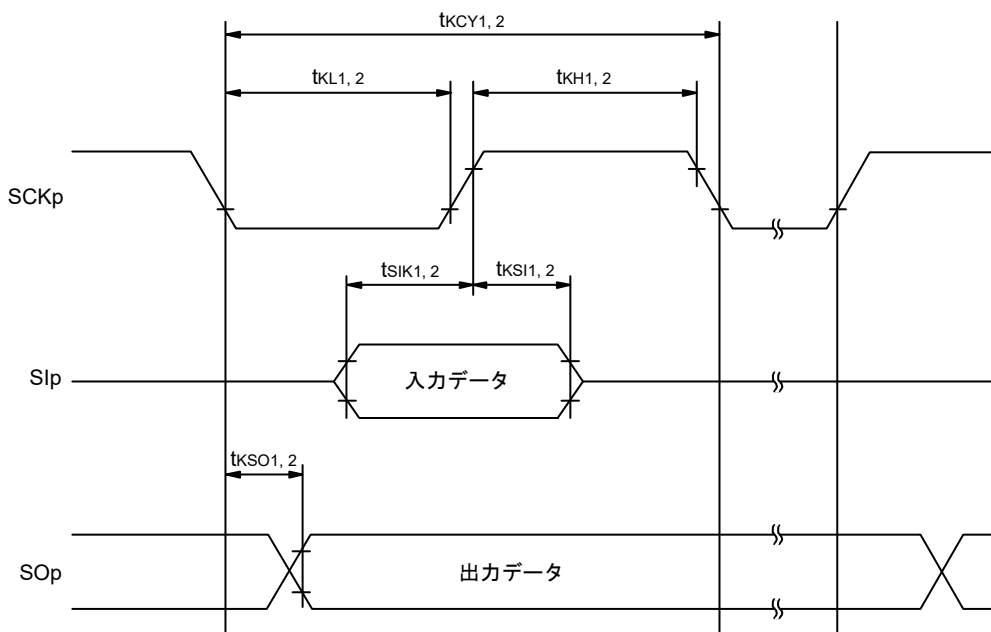 tKCY1, 2
tKL1, 2
tKH1, 2
SCKp
tSIK1, 2
tKSI1, 2
SIp
入力データ
tKSO1, 2
SOp
出力データ